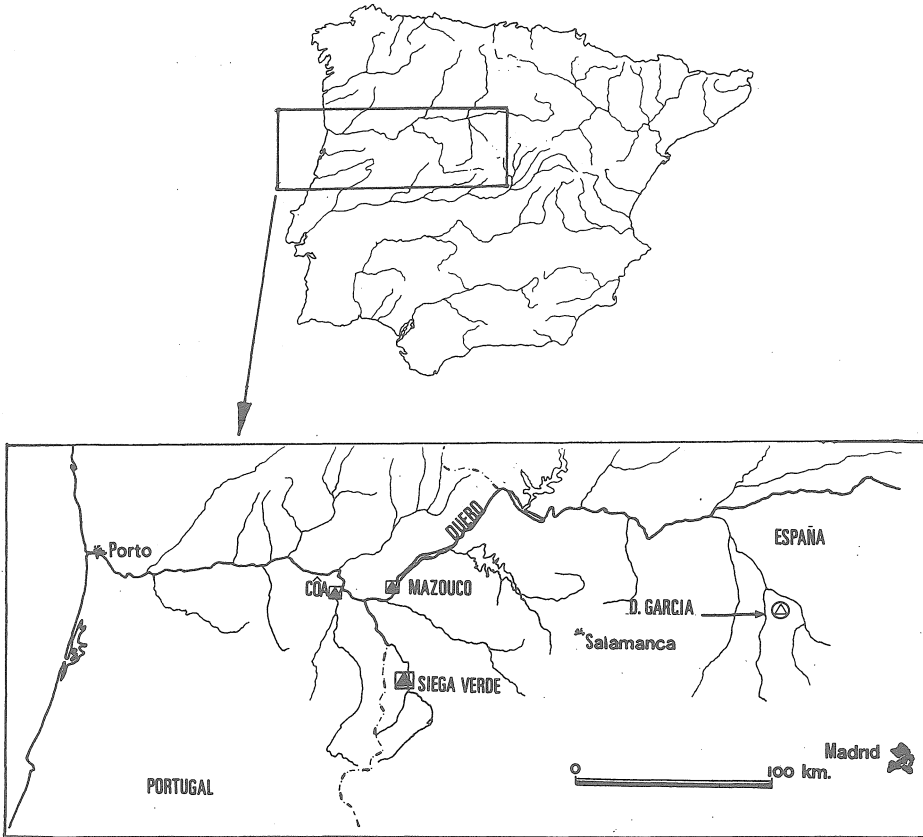 DUERO
ESPAÑA
Porto
CÔA
MAZOUCO
D. GARCIA
Salamanca
SIEGA VERDE
Madrid
0 100 km.
PORTUGAL